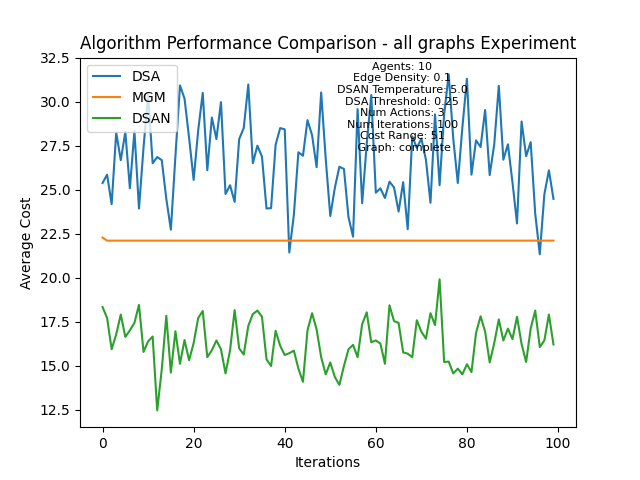 Algorithm Performance Comparison - all graphs Experiment
DSA
MGM
DSAN
Agents: 10
Edge Density: 0.1
DSAN Temperature: 5.0
DSA Threshold: 0.25
Num Actions: 3
Num Iterations: 100
Cost Range: 51
Graph: complete
Average Cost
32.5
30.0
27.5
25.0
22.5
20.0
17.5
15.0
12.5
0 20 40 60 80 100
Iterations